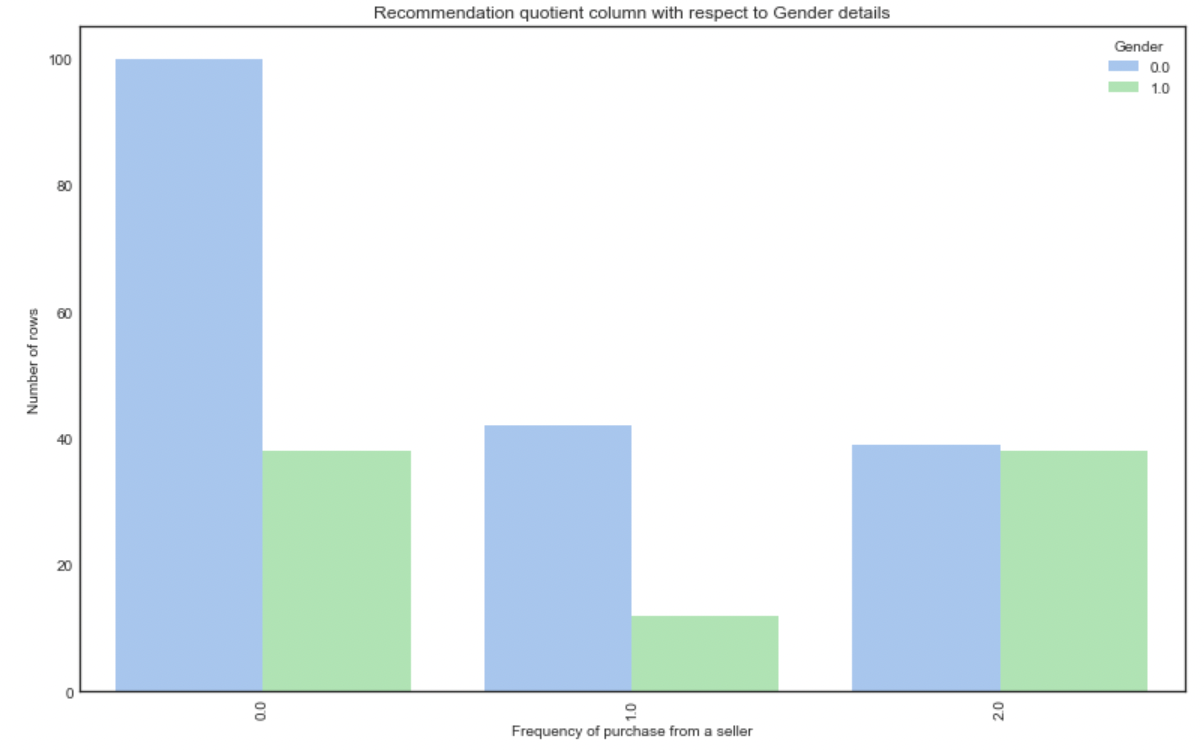 Recommendation quotient column with respect to Gender details
Gender
0.0
1.0
100
80
60
40
20
0
Number of rows
0.0
1.0
2.0
Frequency of purchase from a seller